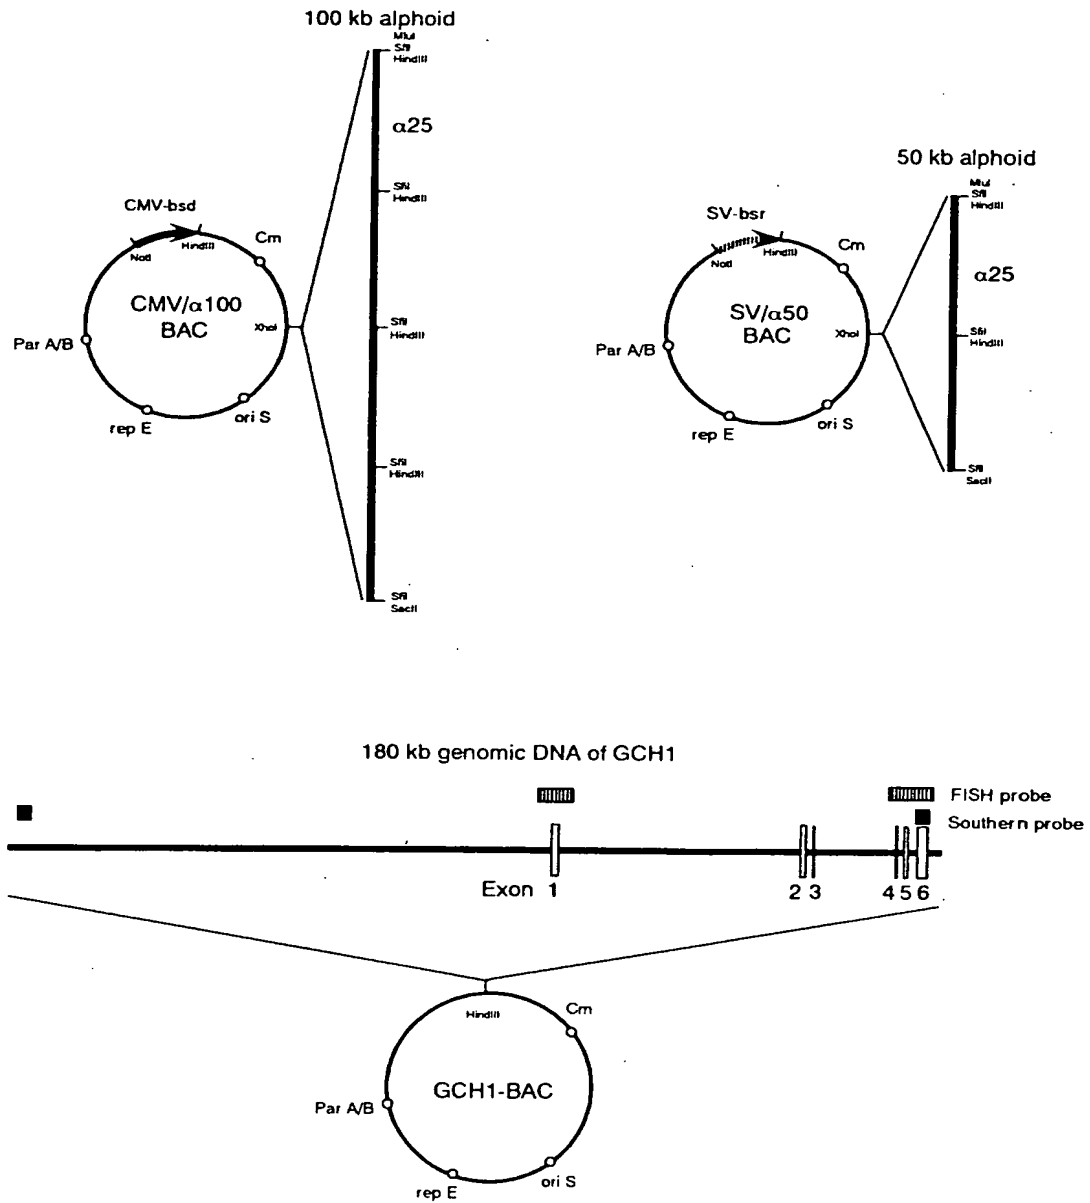 100 kb alphoid
MluI
SfiI
HindIII
α25
SfiI
HindIII
SfiI
HindIII
SfiI
HindIII
SfiI
SacII
CMV-bsd
NotI
HindIII
Cm
CMV/α100
BAC
XhoI
Par A/B
rep E
ori S
50 kb alphoid
MluI
SfiI
HindIII
α25
SfiI
HindIII
SfiI
SacII
SV-bsr
NotI
HindIII
Cm
SV/α50
BAC
XhoI
Par A/B
rep E
ori S
180 kb genomic DNA of GCH1
FISH probe
Southern probe
Exon 1
2 3
4 5 6
HindIII
Cm
GCH1-BAC
Par A/B
rep E
ori S